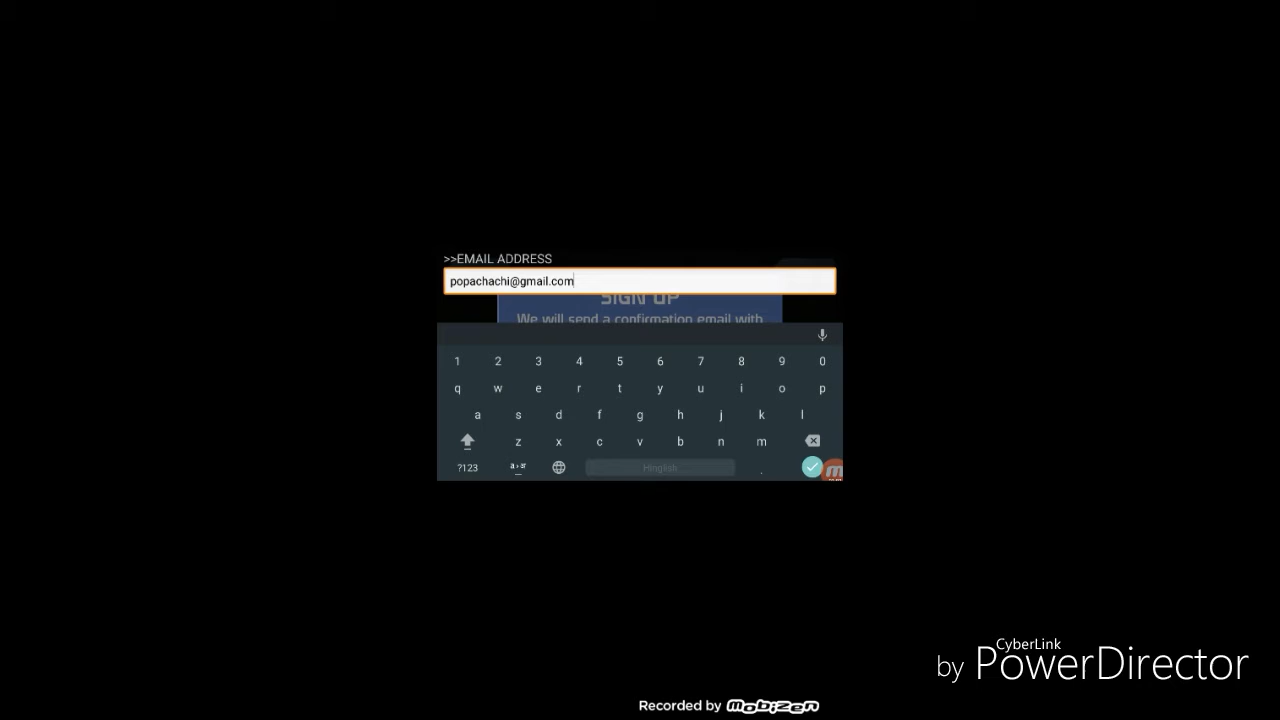 >>EMAIL ADDRESS
popachachi@gmail.com
SIGN UP
We will send a confirmation email with
1 2 3 4 5 6 7 8 9 0
q w e r t y u i o p
a s d f g h j k l
z x c v b n m
?123 Hinglish .
CyberLink
by PowerDirector
Recorded by Mobizen